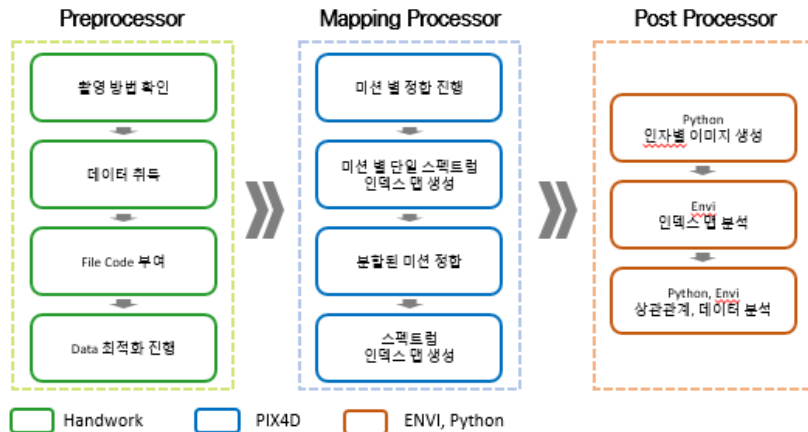 Preprocessor
촬영 방법 확인
데이터 취득
File Code 부여
Data 최적화 진행
Mapping Processor
미션 별 정합 진행
미션 별 단일 스펙트럼
인덱스 맵 생성
분할된 미션 정합
스펙트럼
인덱스 맵 생성
Post Processor
Python
인자별 이미지 생성
Envi
인덱스 맵 분석
Python, Envi
상관관계, 데이터 분석
Handwork
PIX4D
ENVI, Python